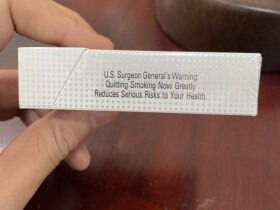 U.S. Surgeon General's Warning:
Quitting Smoking Now Greatly
Reduces Serious Risks to Your Health.